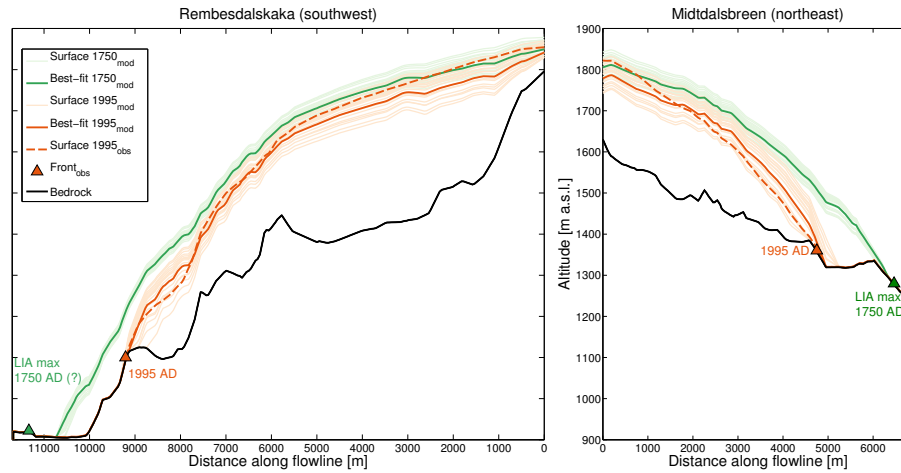 Rembesdalskaka (southwest)
Surface 1750mod
Best-fit 1750mod
Surface 1995mod
Best-fit 1995mod
Surface 1995obs
Frontobs
Bedrock
LIA max
1750 AD (?)
1995 AD
11000 10000 9000 8000 7000 6000 5000 4000 3000 2000 1000 0
Distance along flowline [m]
Midtdalsbreen (northeast)
Altitude [m a.s.l.]
1900
1800
1700
1600
1500
1400
1300
1200
1100
1000
900
1995 AD
LIA max
1750 AD
0 1000 2000 3000 4000 5000 6000
Distance along flowline [m]